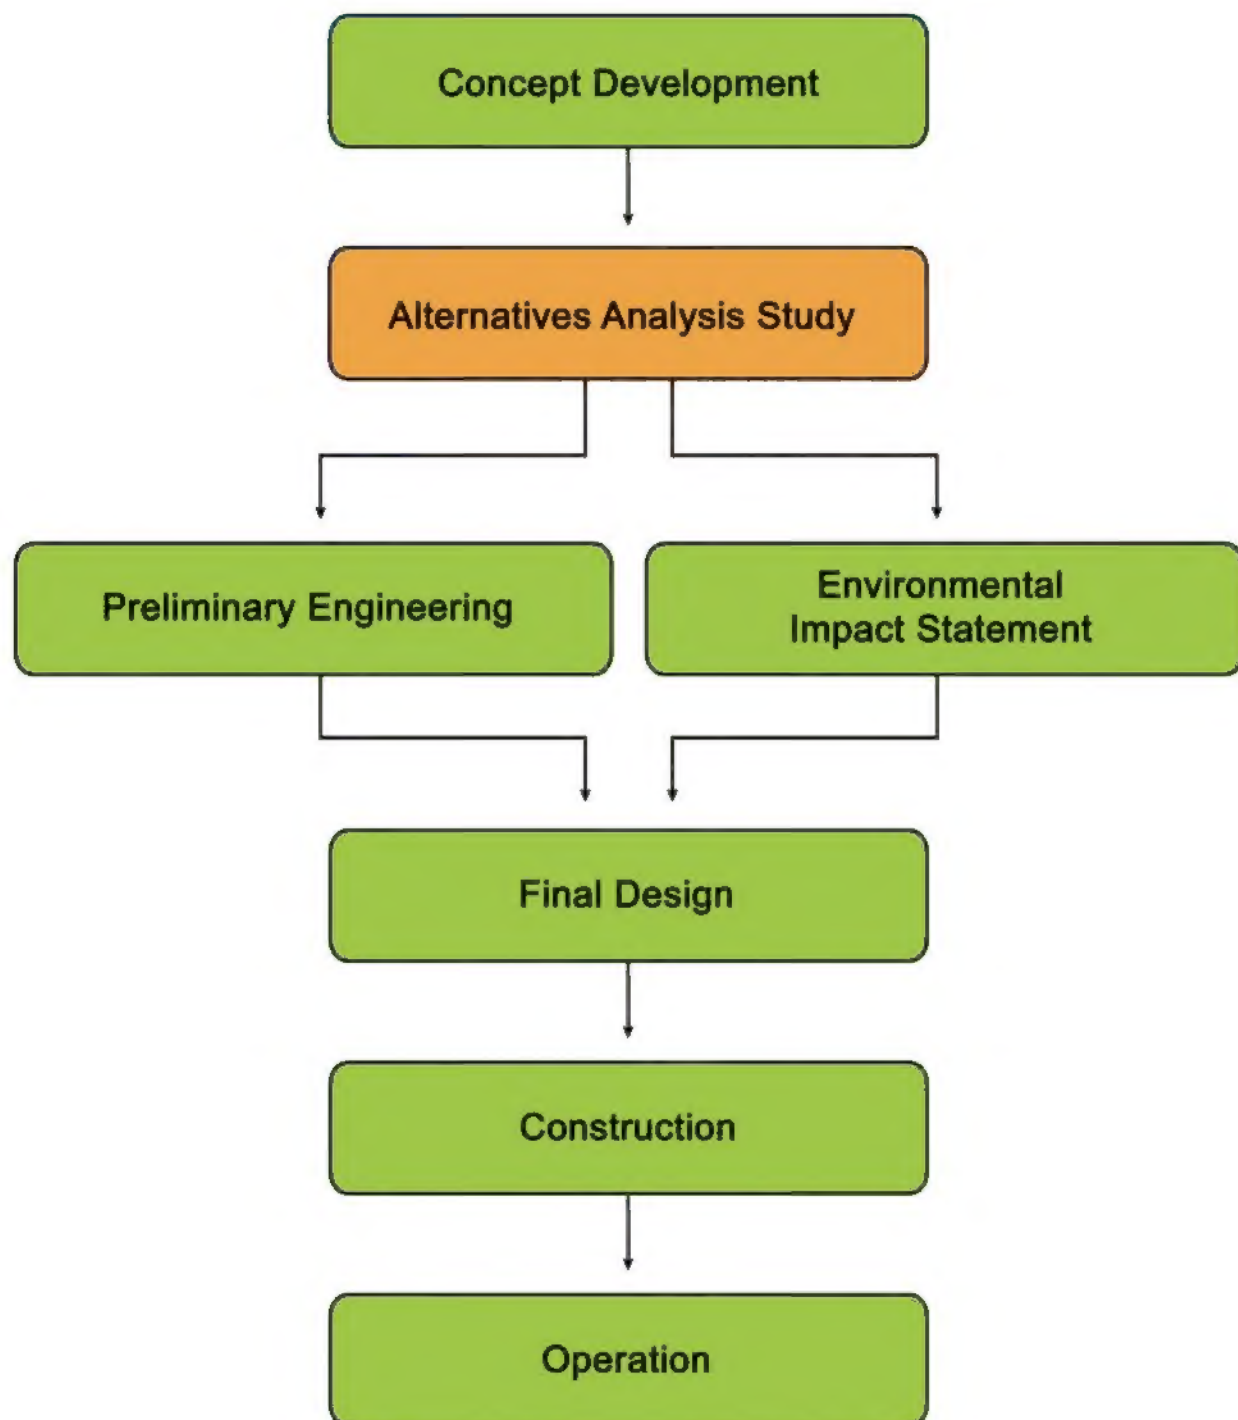 Concept Development
Alternatives Analysis Study
Preliminary Engineering
Environmental
Impact Statement
Final Design
Construction
Operation